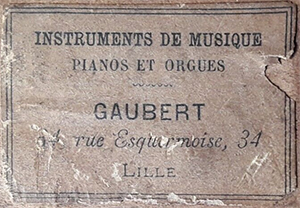 INSTRUMENTS DE MUSIQUE
PIANOS ET ORGUES
GAUBERT
34 rue Esquermoise, 34
LILLE